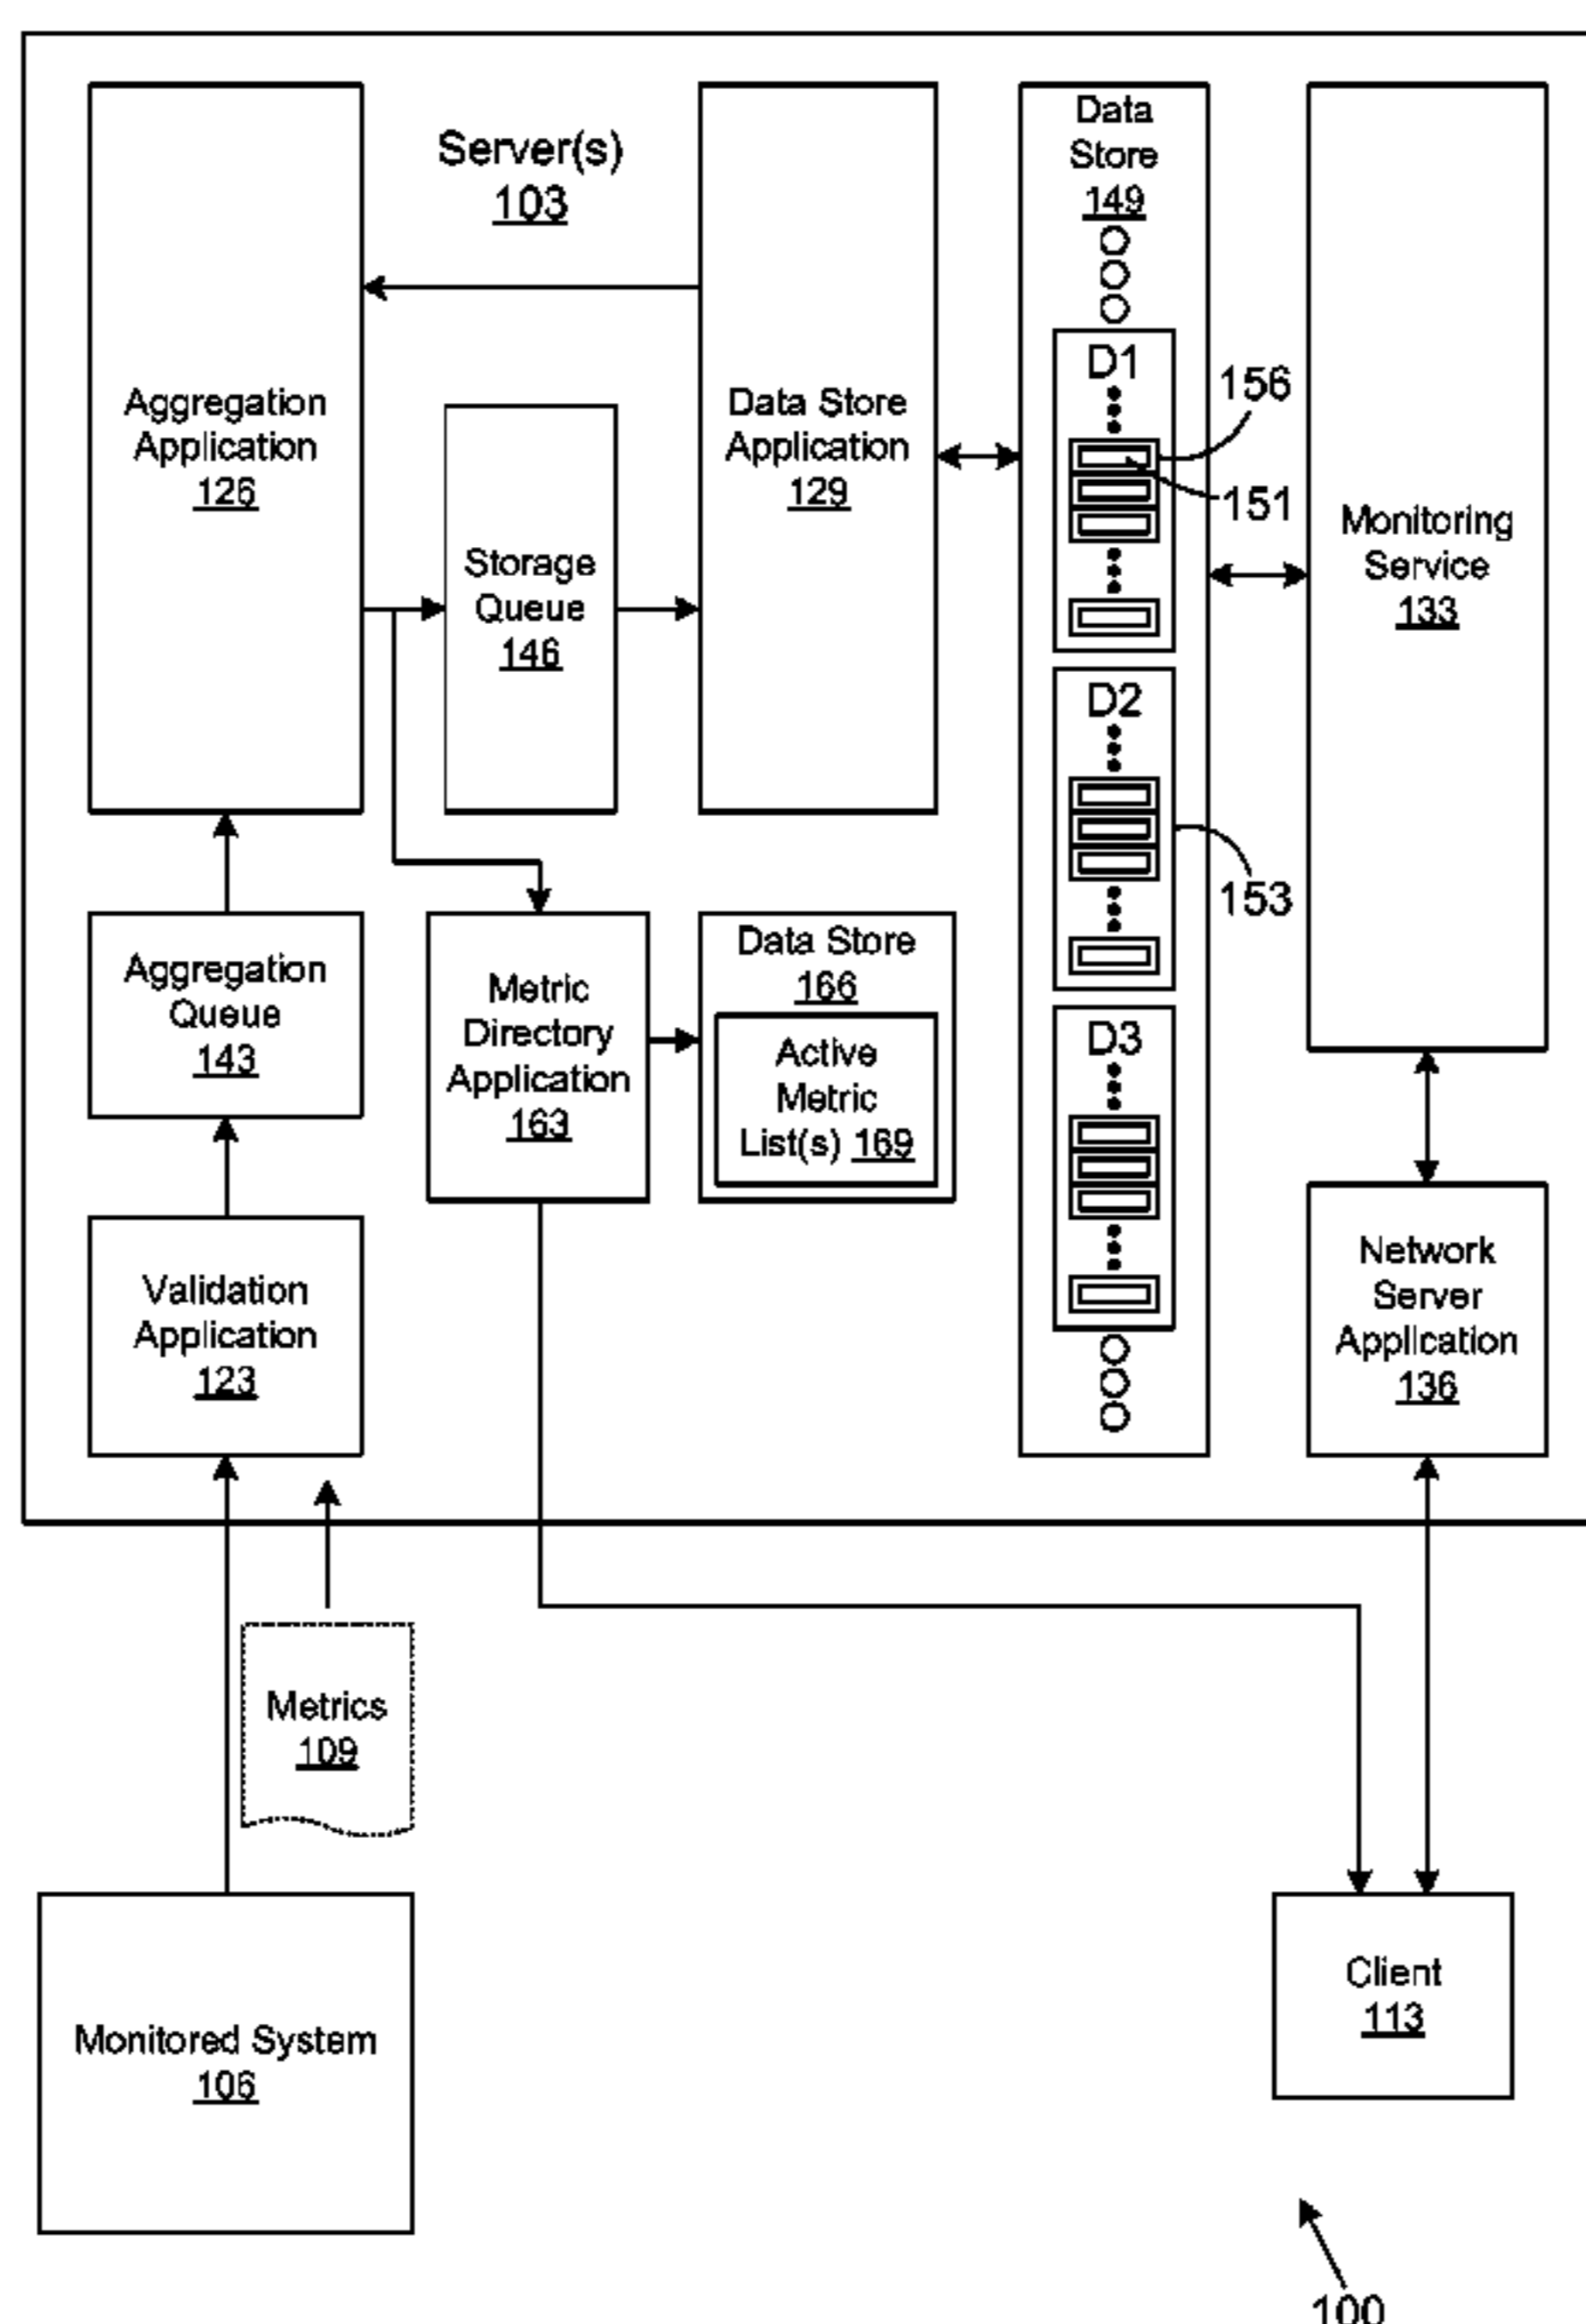 Server(s)
103
Aggregation
Application
126
Data Store
Application
129
Storage
Queue
146
Data
Store
149
D1
156
151
D2
153
D3
Monitoring
Service
133
Aggregation
Queue
143
Metric
Directory
Application
163
Data Store
166
Active
Metric
List(s) 169
Validation
Application
123
Network
Server
Application
136
Metrics
109
Monitored System
106
Client
113
100